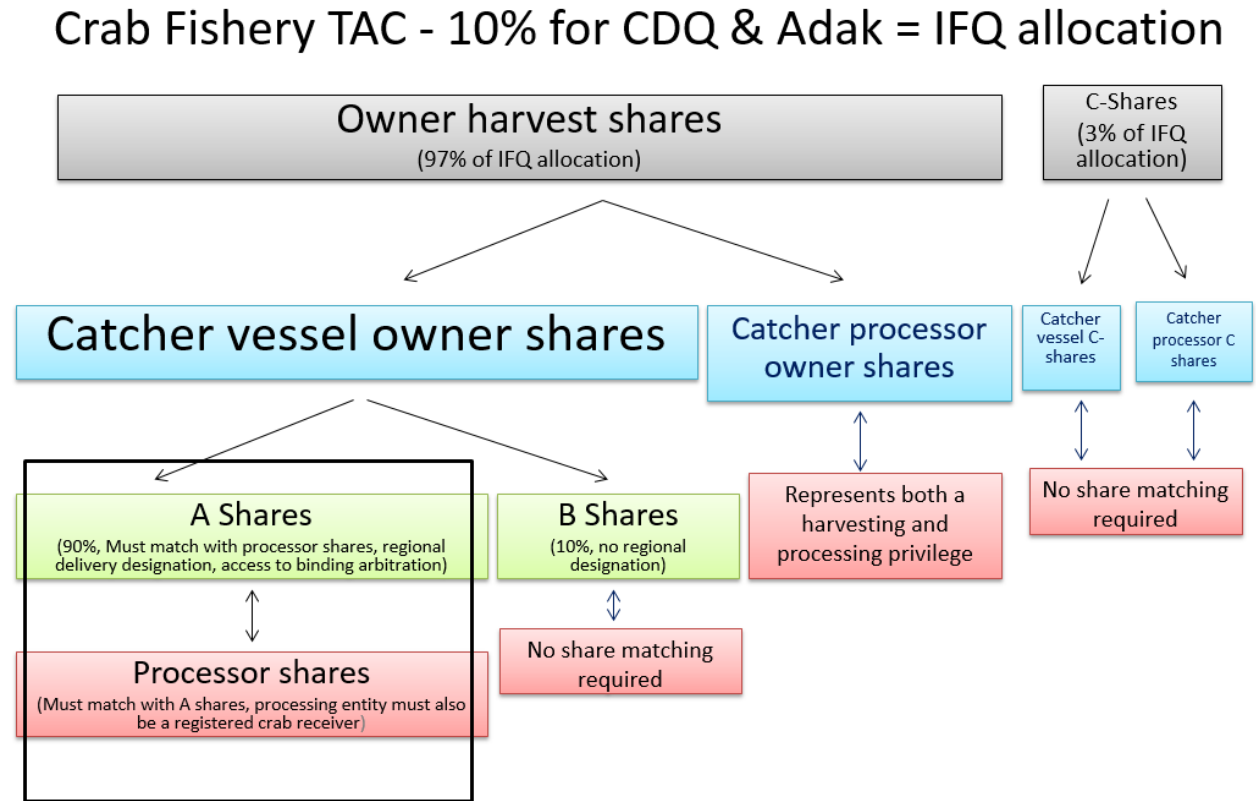 Crab Fishery TAC - 10% for CDQ & Adak = IFQ allocation
Owner harvest shares
(97% of IFQ allocation)
C-Shares
(3% of IFQ
allocation)
Catcher vessel owner shares
Catcher processor
owner shares
Catcher
vessel C-
shares
Catcher
processor C
shares
A Shares
(90%, Must match with processor shares, regional
delivery designation, access to binding arbitration)
B Shares
(10%, no regional
designation)
Represents both a
harvesting and
processing privilege
No share matching
required
Processor shares
(Must match with A shares, processing entity must also
be a registered crab receiver)
No share matching
required